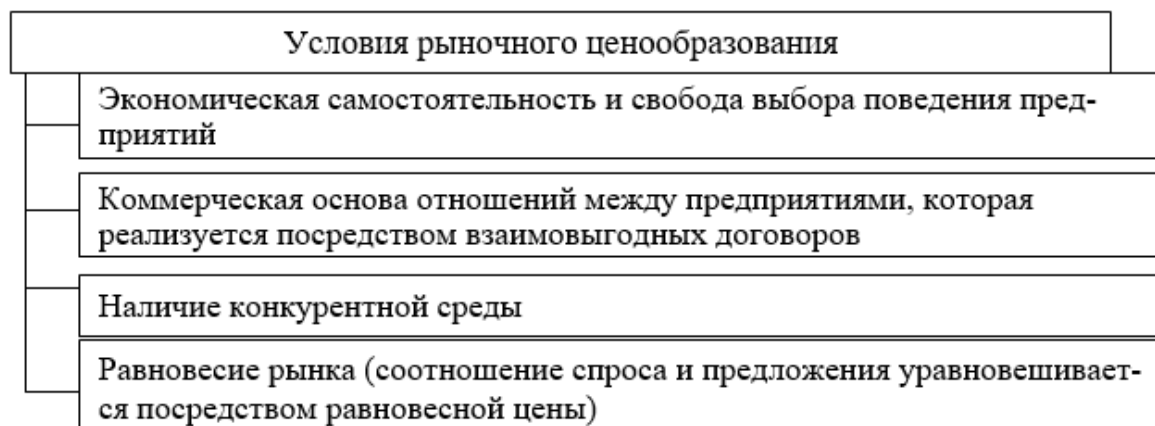 Условия рыночного ценообразования
Экономическая самостоятельность и свобода выбора поведения пред-
приятий
Коммерческая основа отношений между предприятиями, которая
реализуется посредством взаимовыгодных договоров
Наличие конкурентной среды
Равновесие рынка (соотношение спроса и предложения уравновешивает-
ся посредством равновесной цены)